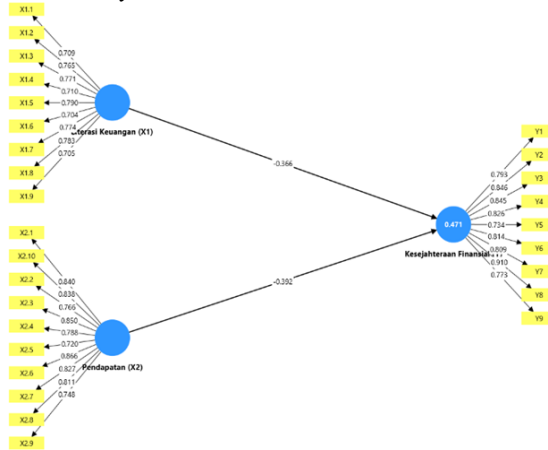 X1.1
X1.2
X1.3
X1.4
X1.5
X1.6
X1.7
X1.8
X1.9
0.709
0.765
0.771
0.710
0.790
0.704
0.774
0.783
0.705
Keuangan (X1)
-0.366
X2.1
X2.10
X2.2
X2.3
X2.4
X2.5
X2.6
X2.7
X2.8
X2.9
0.840
0.838
0.766
0.850
0.788
0.720
0.866
0.827
0.811
0.748
Pendapatan (X2)
-0.392
0.471
Kesejahteraan Finansial
Y1
Y2
Y3
Y4
Y5
Y6
Y7
Y8
Y9
0.793
0.846
0.845
0.826
0.734
0.814
0.809
0.910
0.773